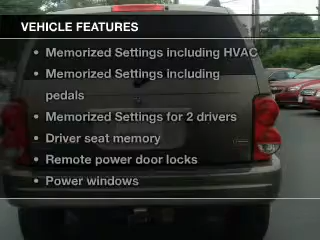 VEHICLE FEATURES
• Memorized Settings including HVAC
• Memorized Settings including
pedals
• Memorized Settings for 2 drivers
• Driver seat memory
• Remote power door locks
• Power windows